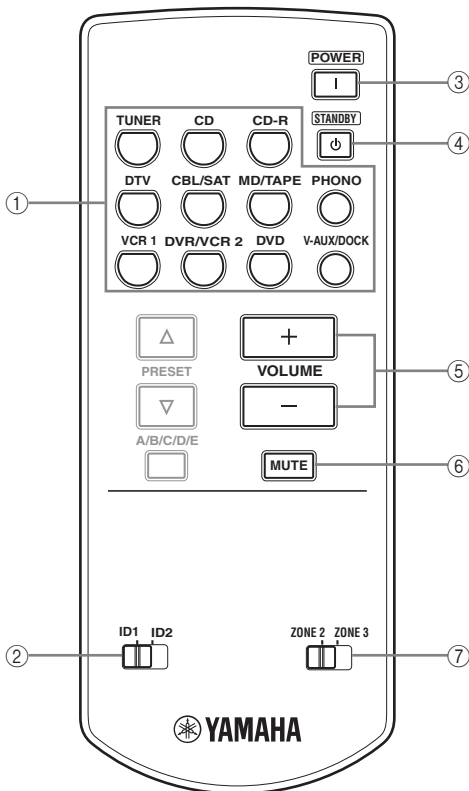 POWER
I
③
TUNER CD CD-R STANDBY
④
①
DTV CBL/SAT MD/TAPE PHONO
VCR 1 DVR/VCR 2 DVD V-AUX/DOCK
+
PRESET VOLUME
⑤
−
A/B/C/D/E
MUTE
⑥
ID1 ID2 ZONE 2 ZONE 3
② ⑦
YAMAHA